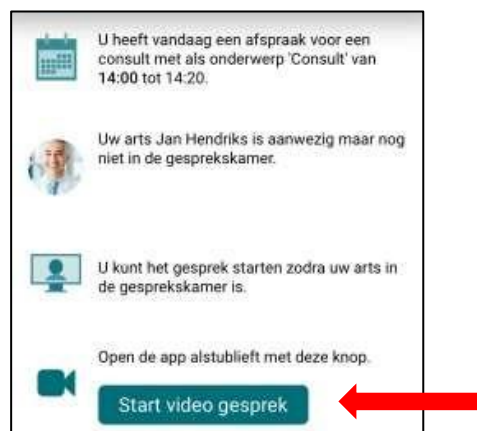 U heeft vandaag een afspraak voor een
consult met als onderwerp 'Consult' van
14:00 tot 14:20.
Uw arts Jan Hendriks is aanwezig maar nog
niet in de gesprekskamer.
U kunt het gesprek starten zodra uw arts in
de gesprekskamer is.
Open de app alstublieft met deze knop.
Start video gesprek